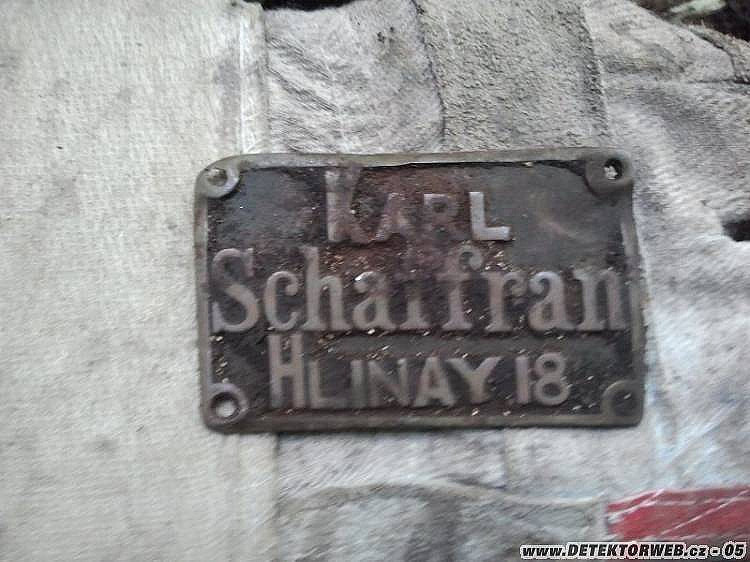 KARL
Schaffran
HLINAY 18
www.DETEKTORWEB.cz - 05